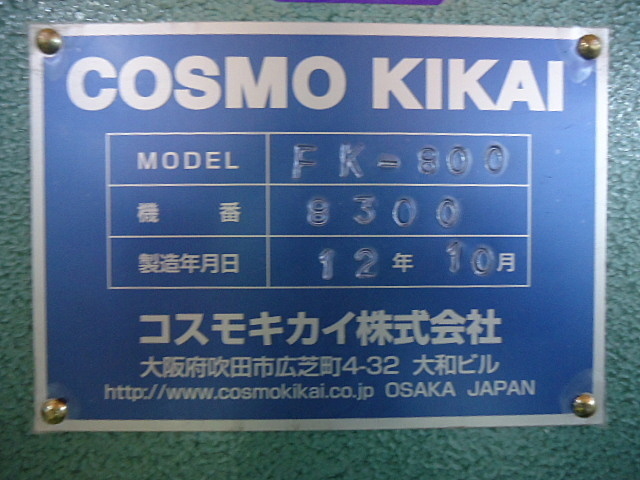 COSMO KIKAI
MODEL FK-800
機番 8300
製造年月日 12年 10月
コスモキカイ株式会社
大阪府吹田市広芝町4-32 大和ビル
http://www.cosmokikai.co.jp OSAKA JAPAN